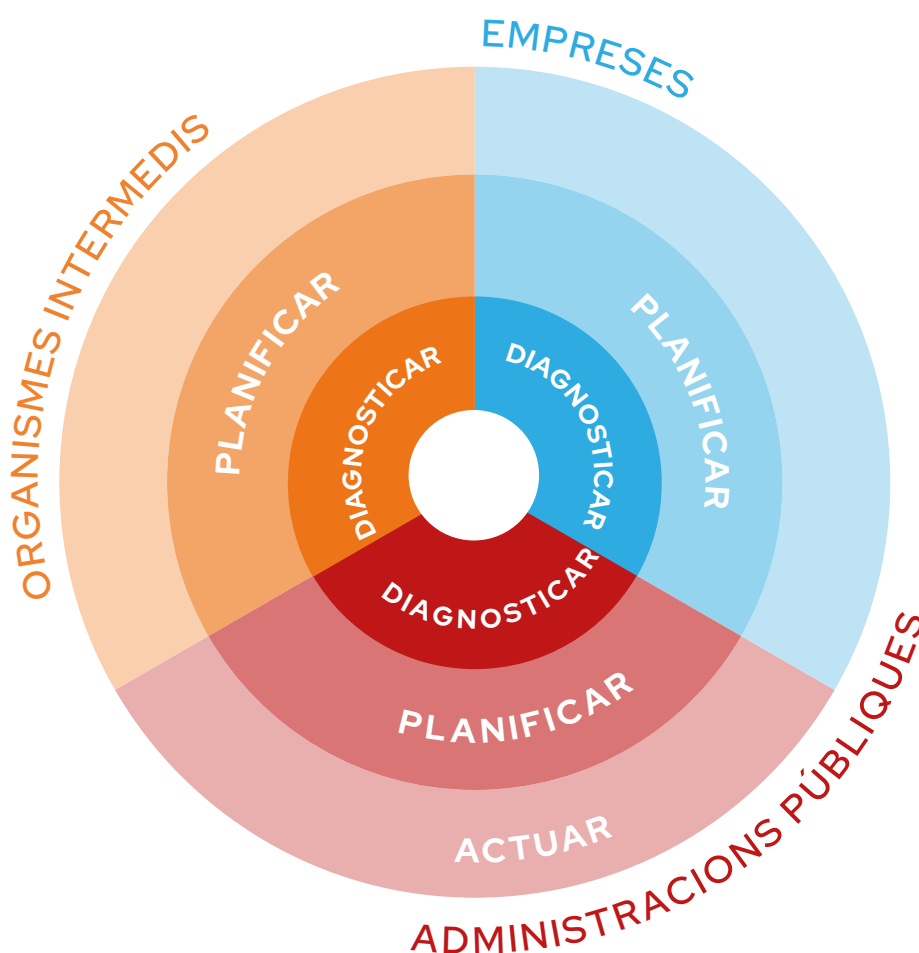 EMPRESES
PLANIFICAR
DIAGNOSTICAR
ORGANISMES INTERMEDIS
PLANIFICAR
DIAGNOSTICAR
DIAGNOSTICAR
PLANIFICAR
ACTUAR
ADMINISTRACIONS PÚBLIQUES